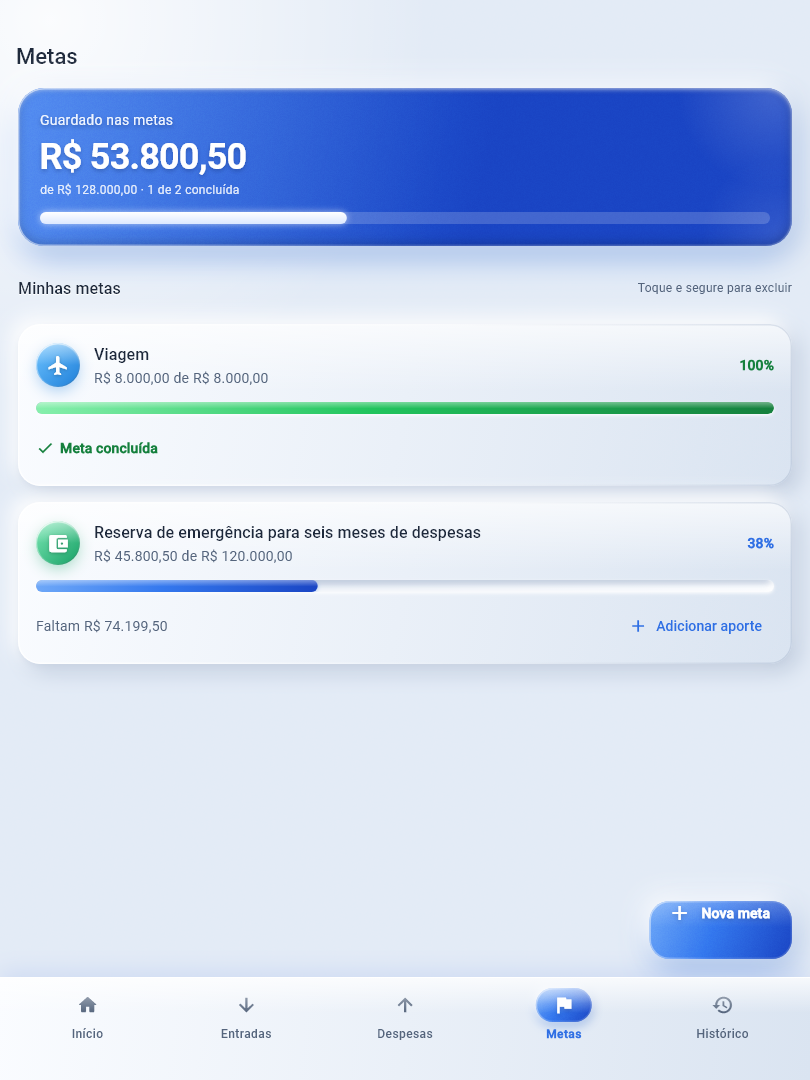 Metas
Guardado nas metas
R$ 53.800,50
de R$ 128.000,00 · 1 de 2 concluída
Minhas metas
Toque e segure para excluir
Viagem
R$ 8.000,00 de R$ 8.000,00
100%
Meta concluída
Reserva de emergência para seis meses de despesas
R$ 45.800,50 de R$ 120.000,00
38%
Faltam R$ 74.199,50
Adicionar aporte
Nova meta
Início
Entradas
Despesas
Metas
Histórico